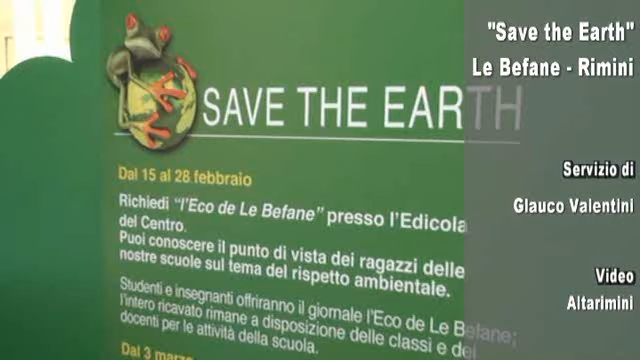 SAVE THE EARTH
Dal 15 al 28 febbraio
Richiedi "l'Eco de Le Befane" presso l'Edicola
del Centro.
Puoi conoscere il punto di vista dei ragazzi delle
nostre scuole sul tema del rispetto ambientale.
Studenti e insegnanti offriranno il giornale l'Eco de Le Befane;
l'intero ricavato rimane a disposizione delle classi e dei
docenti per le attività della scuola.
Dal 3 marzo
"Save the Earth"
Le Befane - Rimini
Servizio di
Glauco Valentini
Video
Altarimini